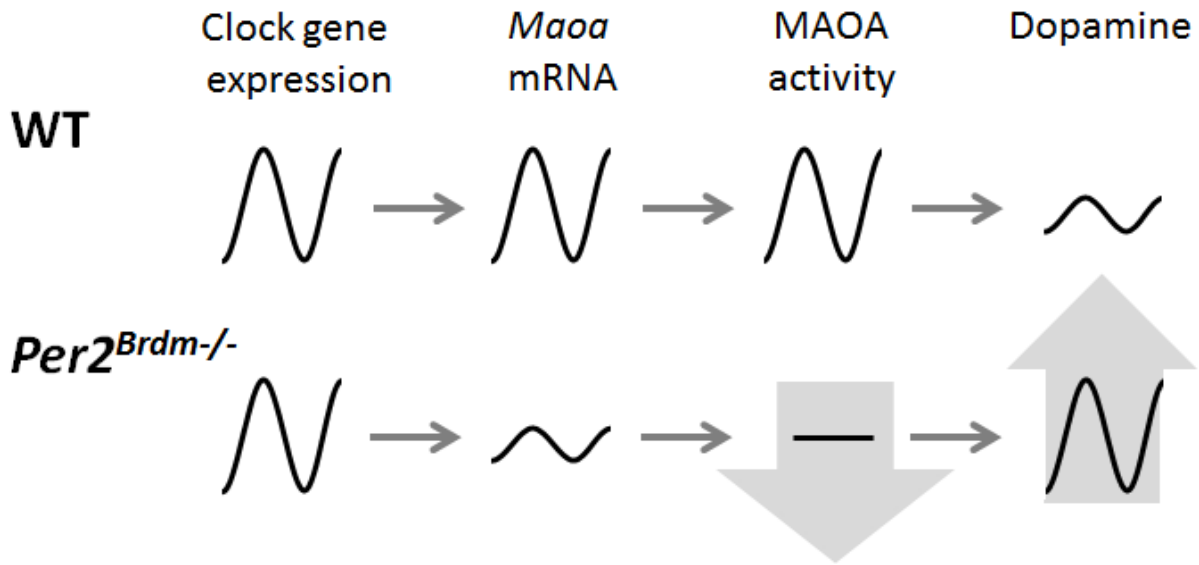 Clock gene
expression
Maoa
mRNA
MAOA
activity
Dopamine
WT
Per2Brdm-/-